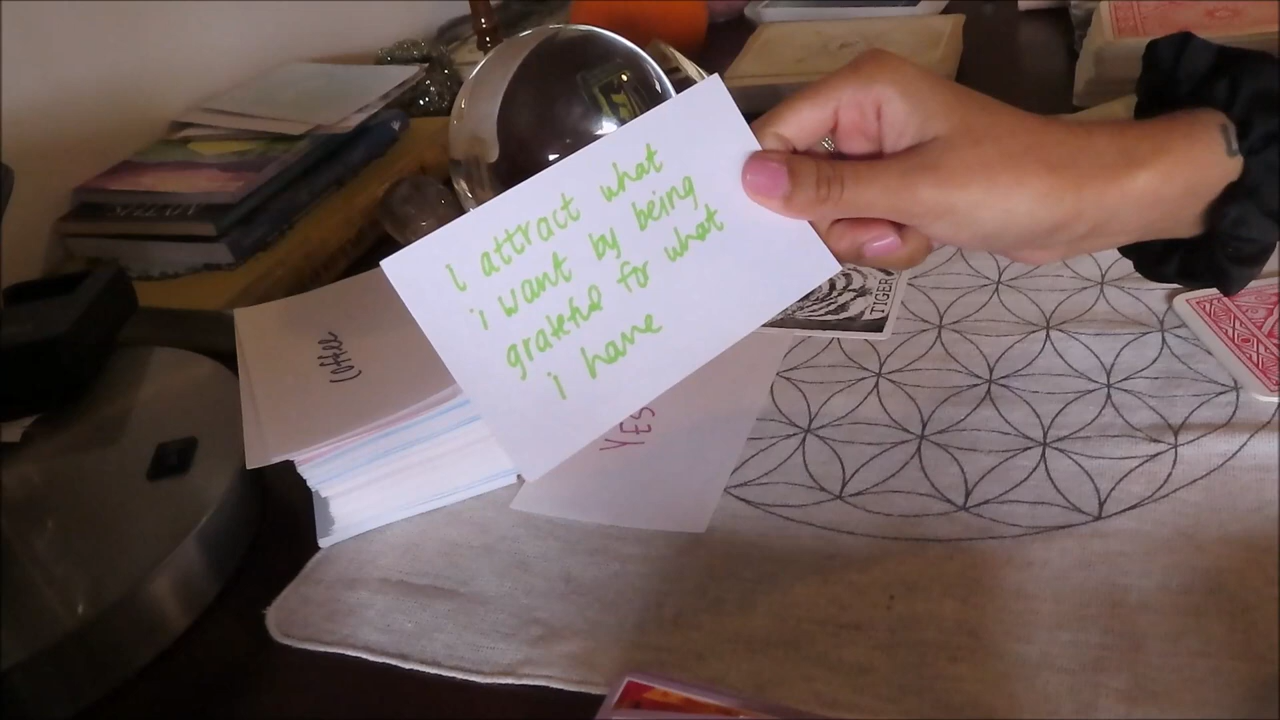 i attract what
i want by being
grateful for what
i have
Coffee
YES
TIGER